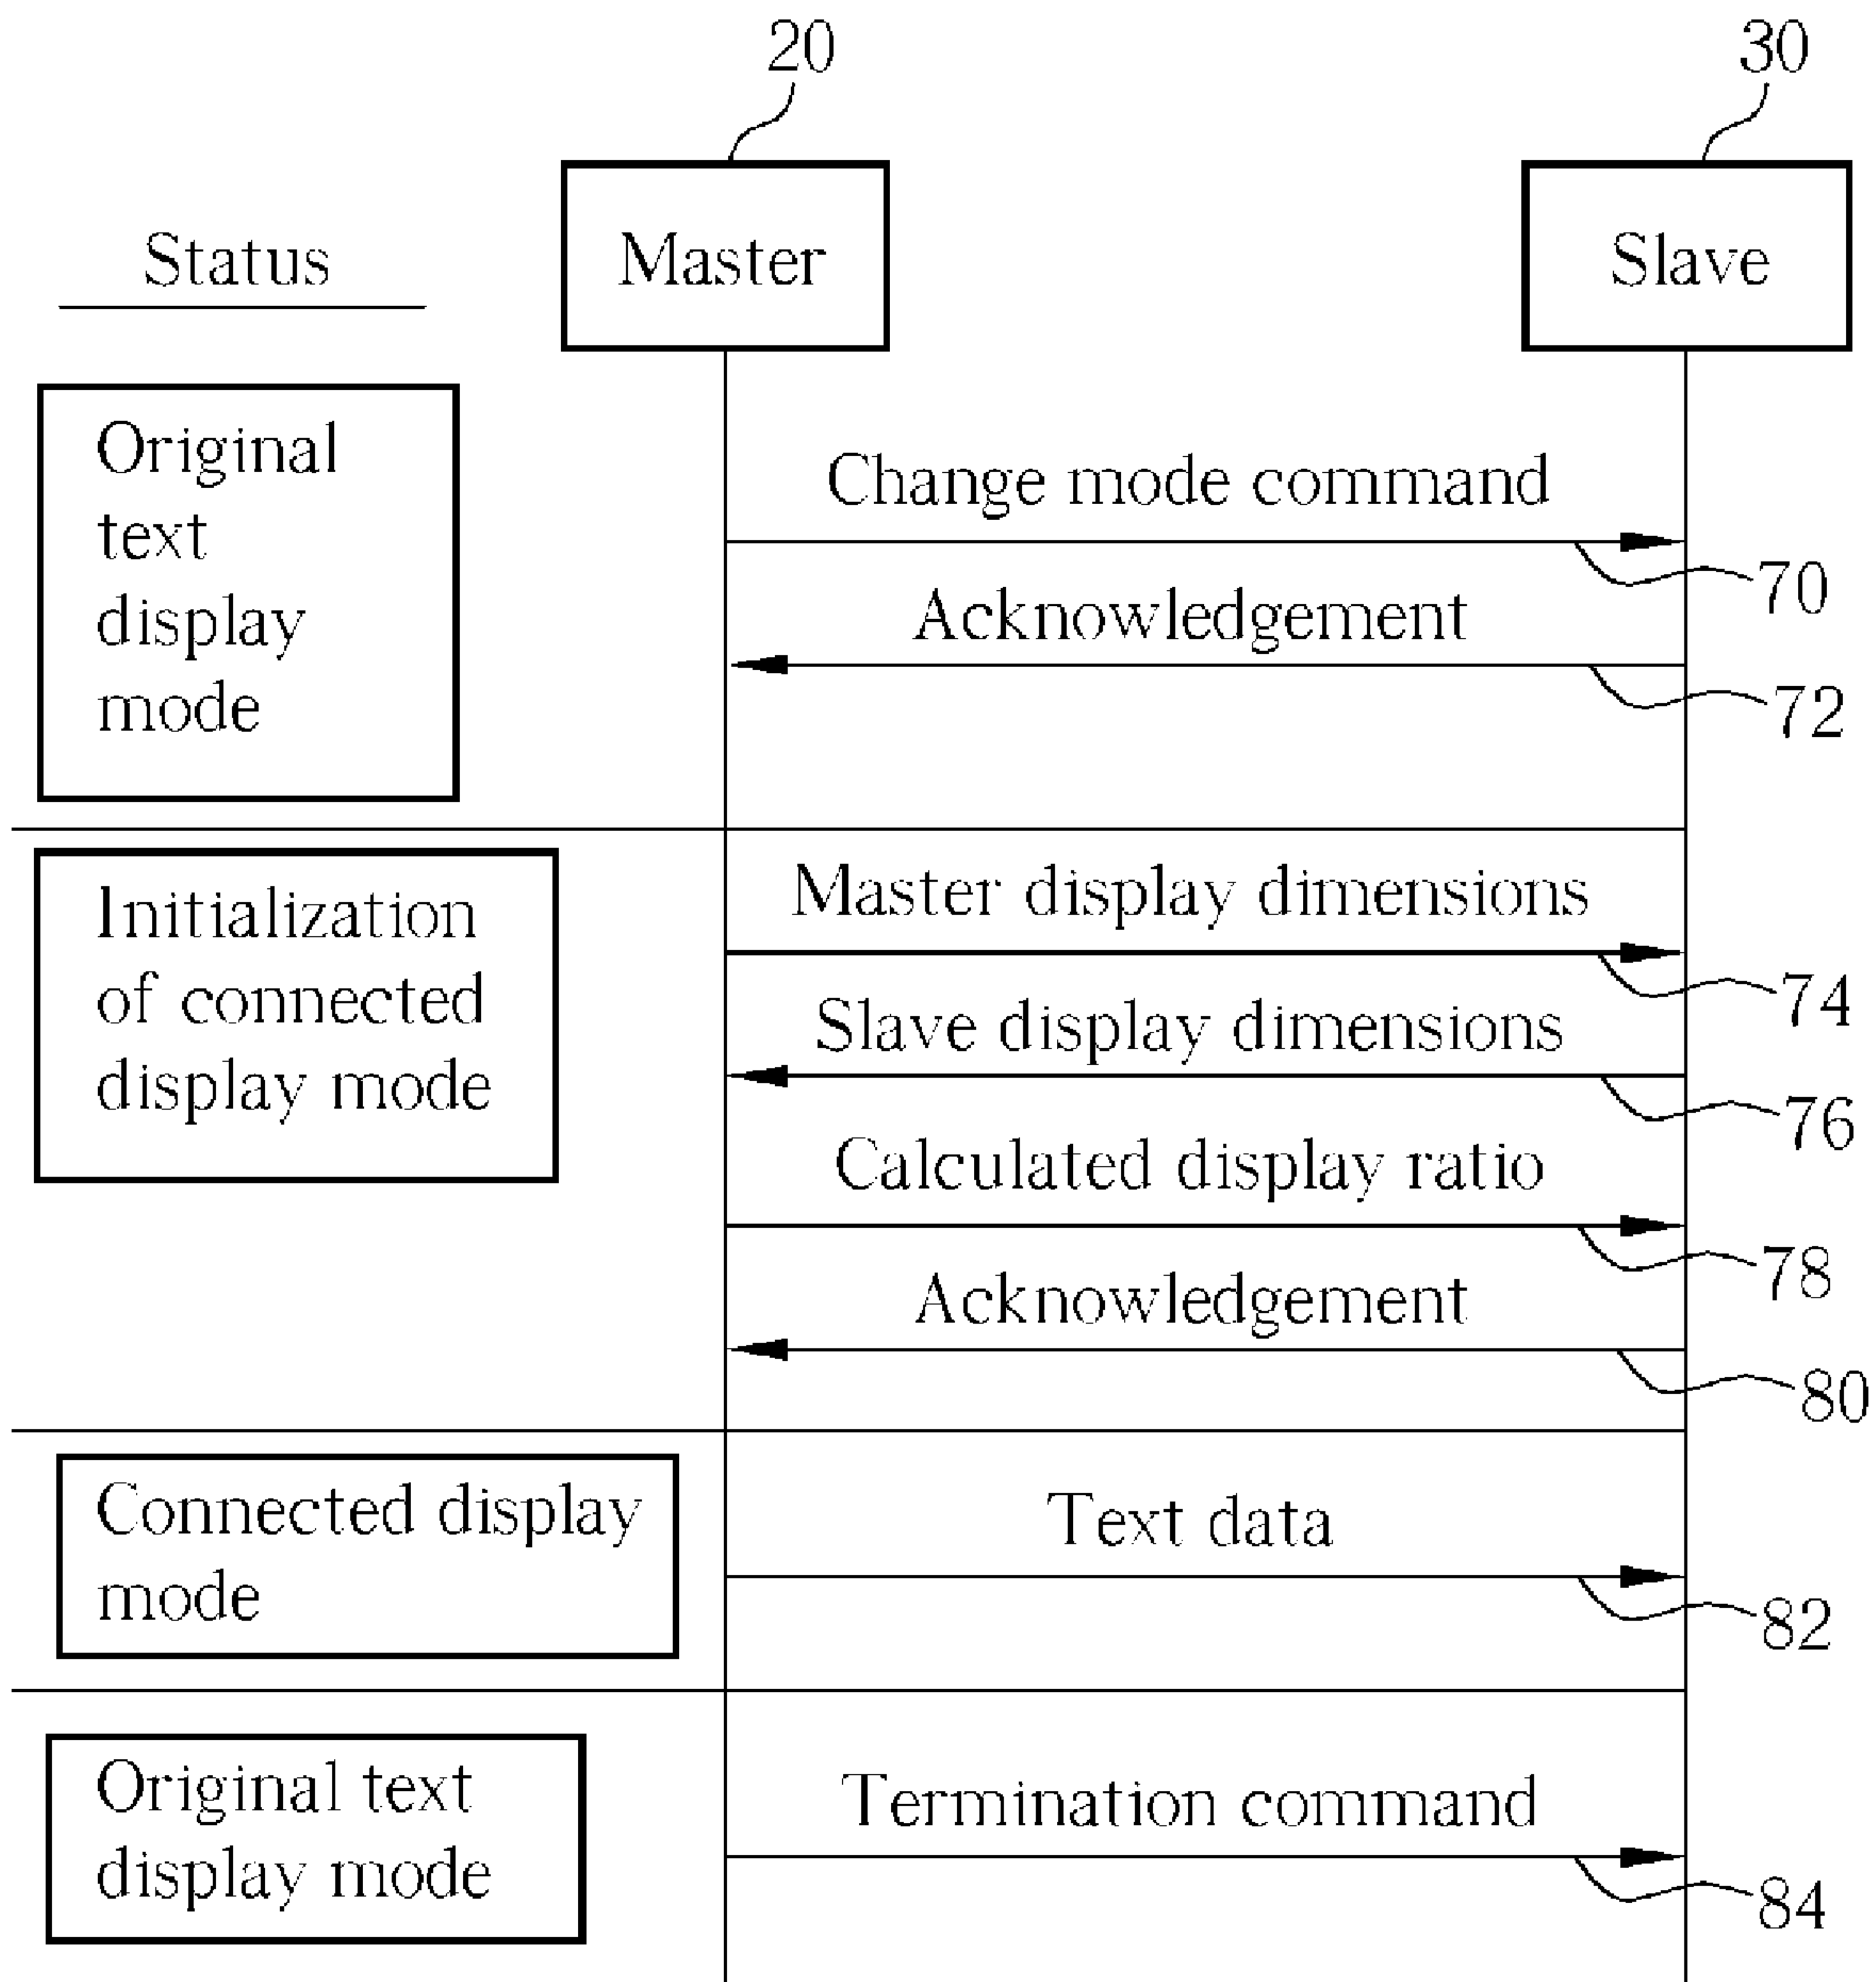 20
30
Status
Master
Slave
Original
text
display
mode
Change mode command
70
Acknowledgement
72
Initialization
of connected
display mode
Master display dimensions
74
Slave display dimensions
76
Calculated display ratio
78
Acknowledgement
80
Connected display
mode
Text data
82
Original text
display mode
Termination command
84